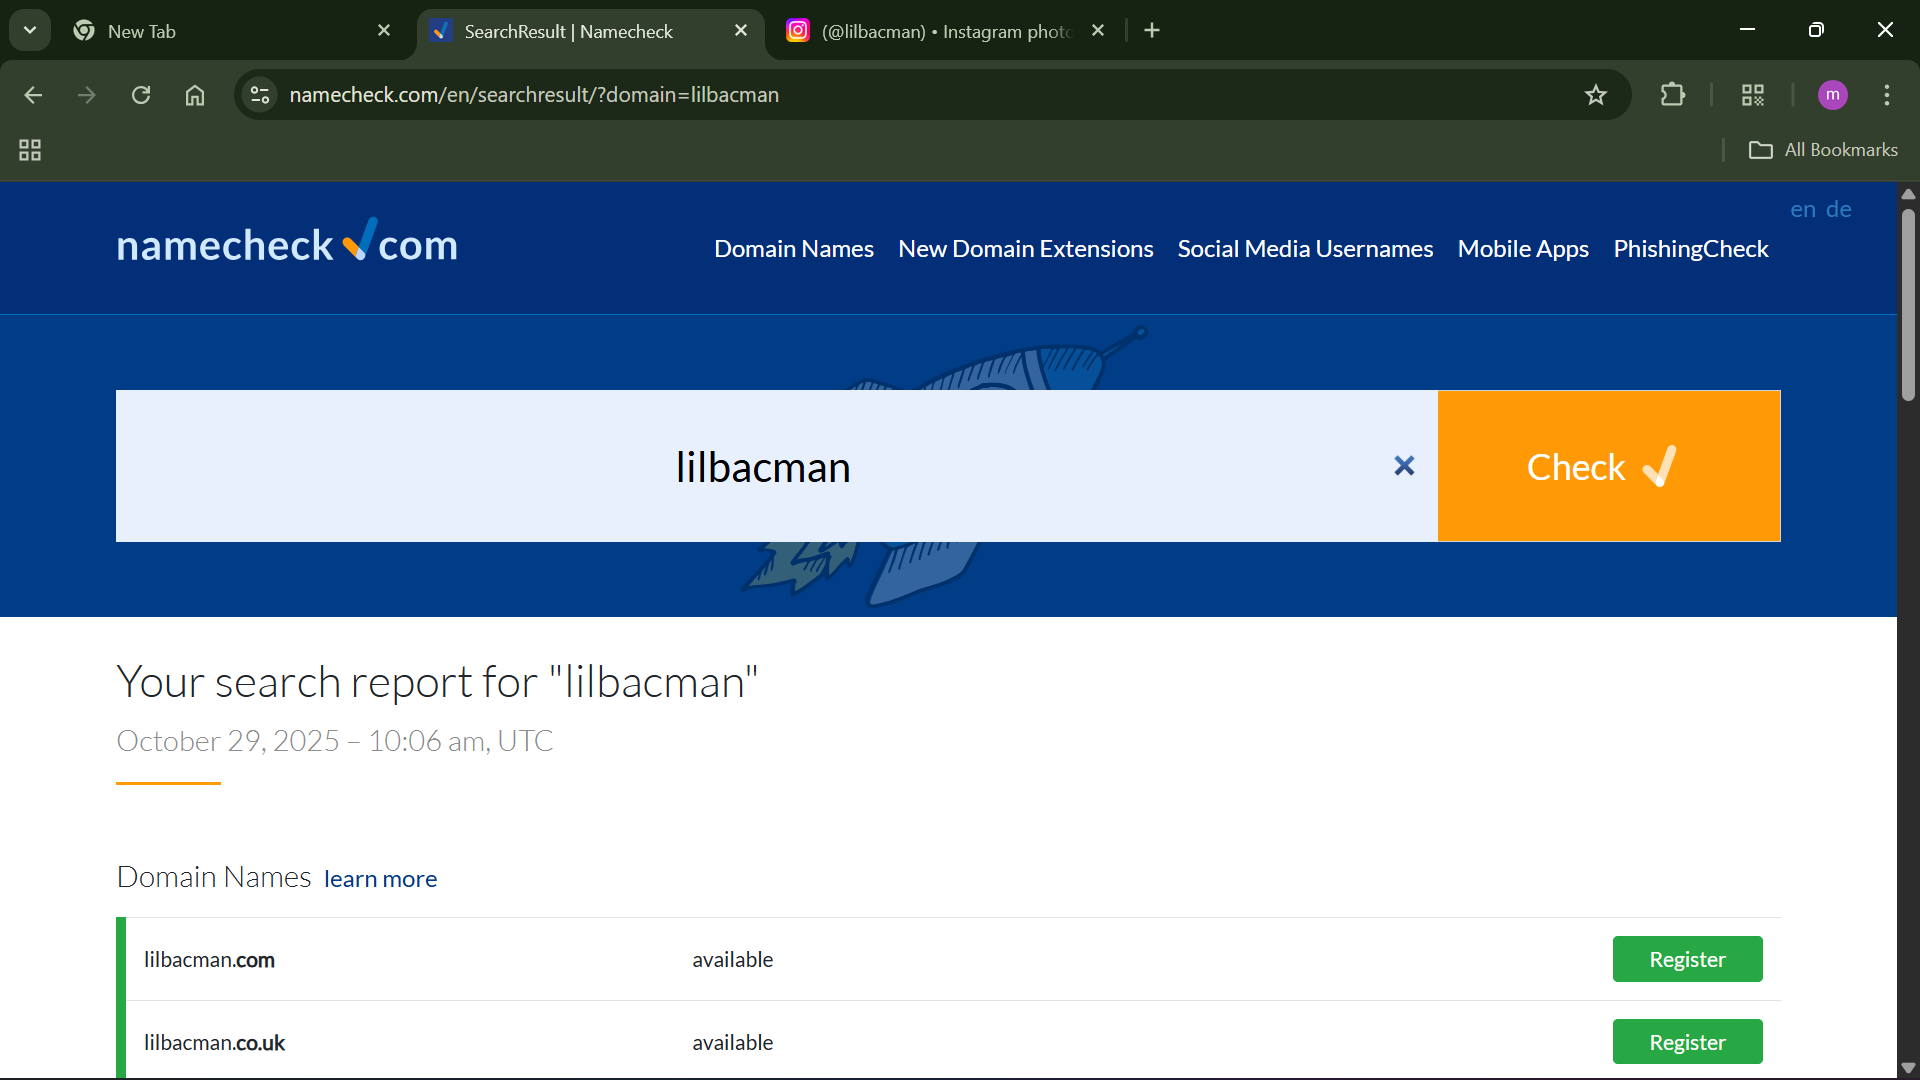 New Tab
SearchResult | Namecheck
(@lilbacman) • Instagram photo
namecheck.com/en/searchresult/?domain=lilbacman
m
All Bookmarks
en de
namecheck com
Domain Names New Domain Extensions Social Media Usernames Mobile Apps PhishingCheck
lilbacman
Check
Your search report for "lilbacman"
October 29, 2025 – 10:06 am, UTC
Domain Names learn more
lilbacman.com available Register
lilbacman.co.uk available Register